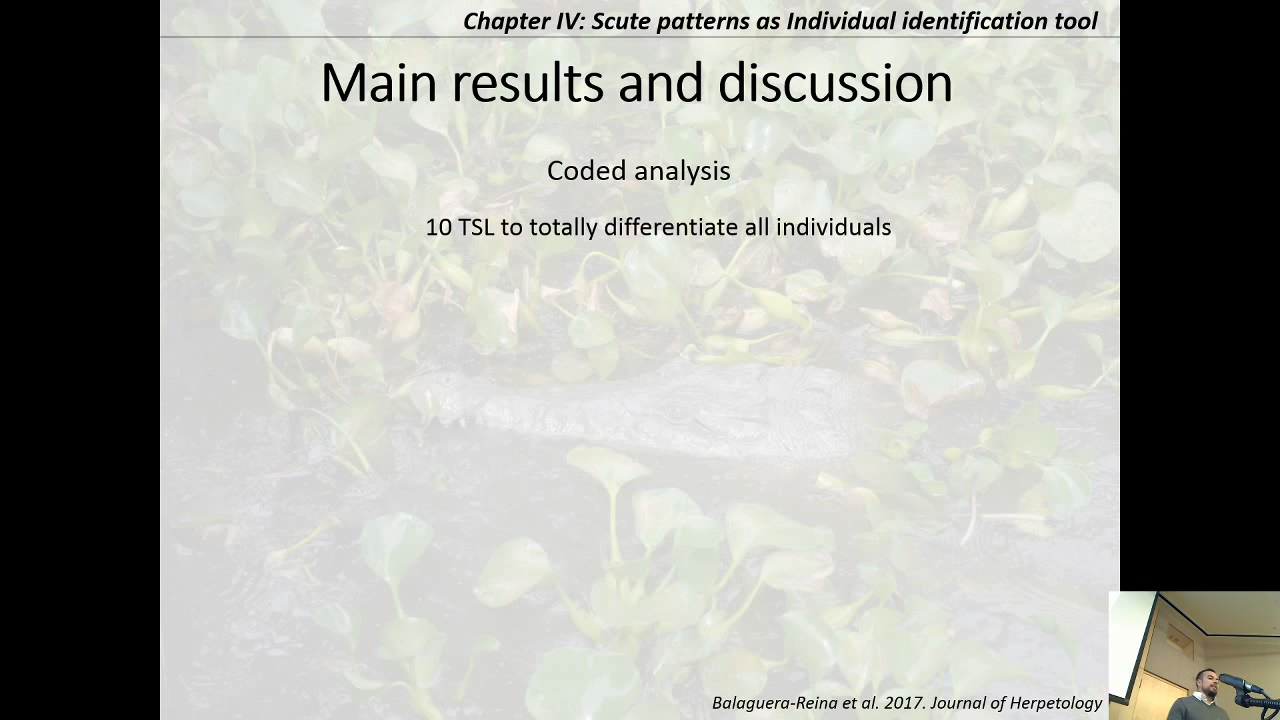 Chapter IV: Scute patterns as Individual identification tool
Main results and discussion
Coded analysis
10 TSL to totally differentiate all individuals
Balaguera-Reina et al. 2017. Journal of Herpetology